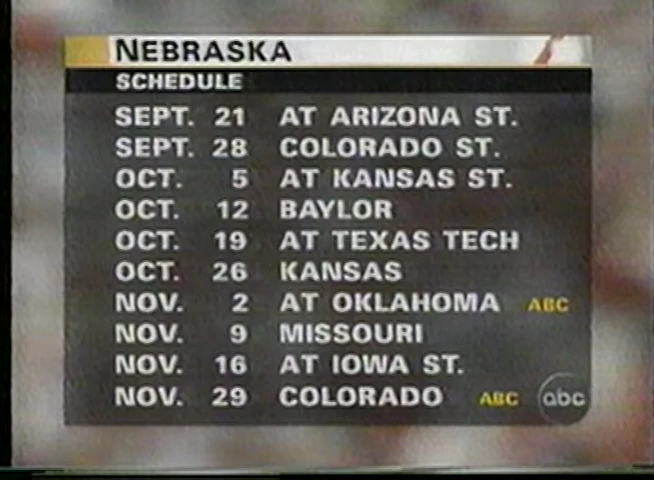 NEBRASKA
SCHEDULE
SEPT. 21 AT ARIZONA ST.
SEPT. 28 COLORADO ST.
OCT. 5 AT KANSAS ST.
OCT. 12 BAYLOR
OCT. 19 AT TEXAS TECH
OCT. 26 KANSAS
NOV. 2 AT OKLAHOMA ABC
NOV. 9 MISSOURI
NOV. 16 AT IOWA ST.
NOV. 29 COLORADO ABC abc